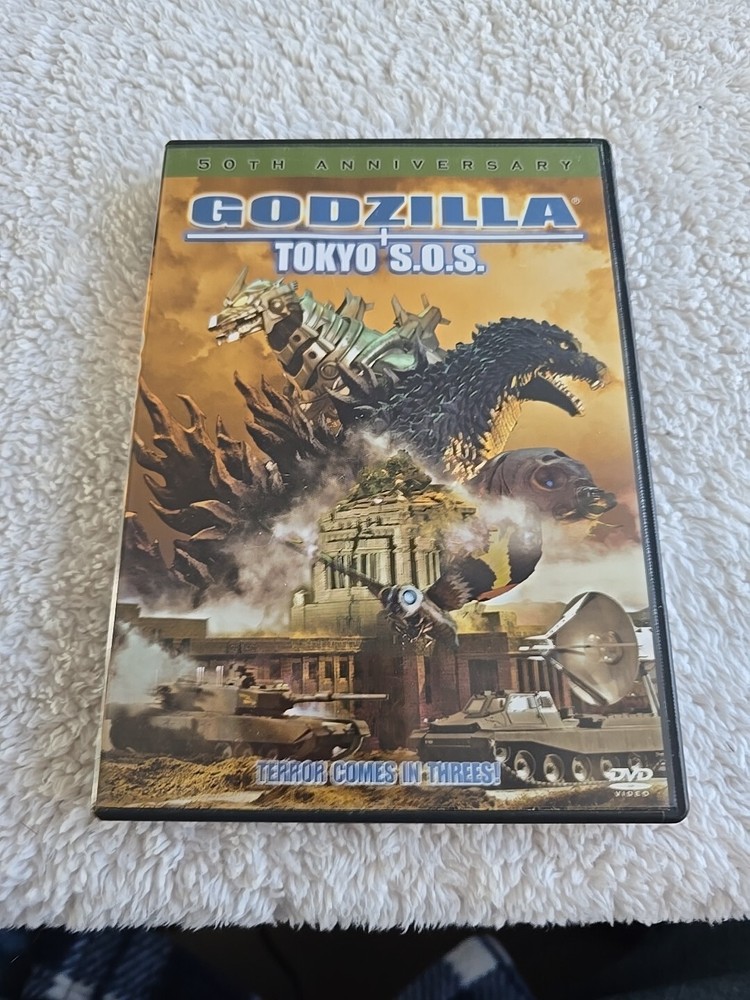 50TH ANNIVERSARY
GODZILLA®
TOKYO S.O.S.
TERROR COMES IN THREES!
DVD
VIDEO